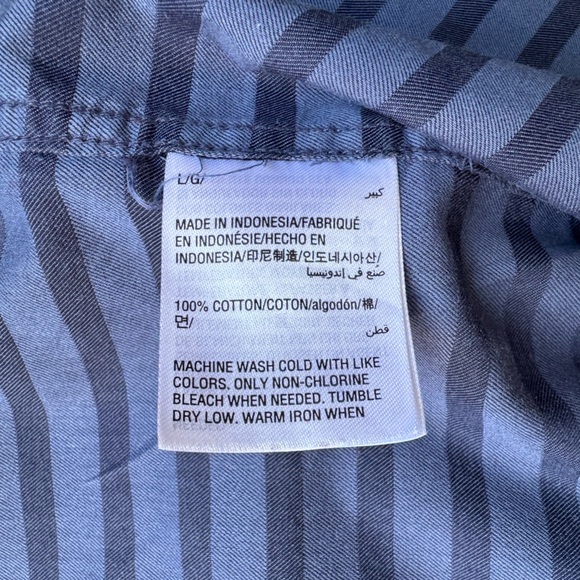 L/G/
كبير
MADE IN INDONESIA/FABRIQUÉ
EN INDONÉSIE/HECHO EN
INDONESIA/印尼制造/인도네시아산/
صنع في إندونيسيا
100% COTTON/COTON/algodón/棉/
면/
قطن
MACHINE WASH COLD WITH LIKE
COLORS. ONLY NON-CHLORINE
BLEACH WHEN NEEDED. TUMBLE
DRY LOW. WARM IRON WHEN